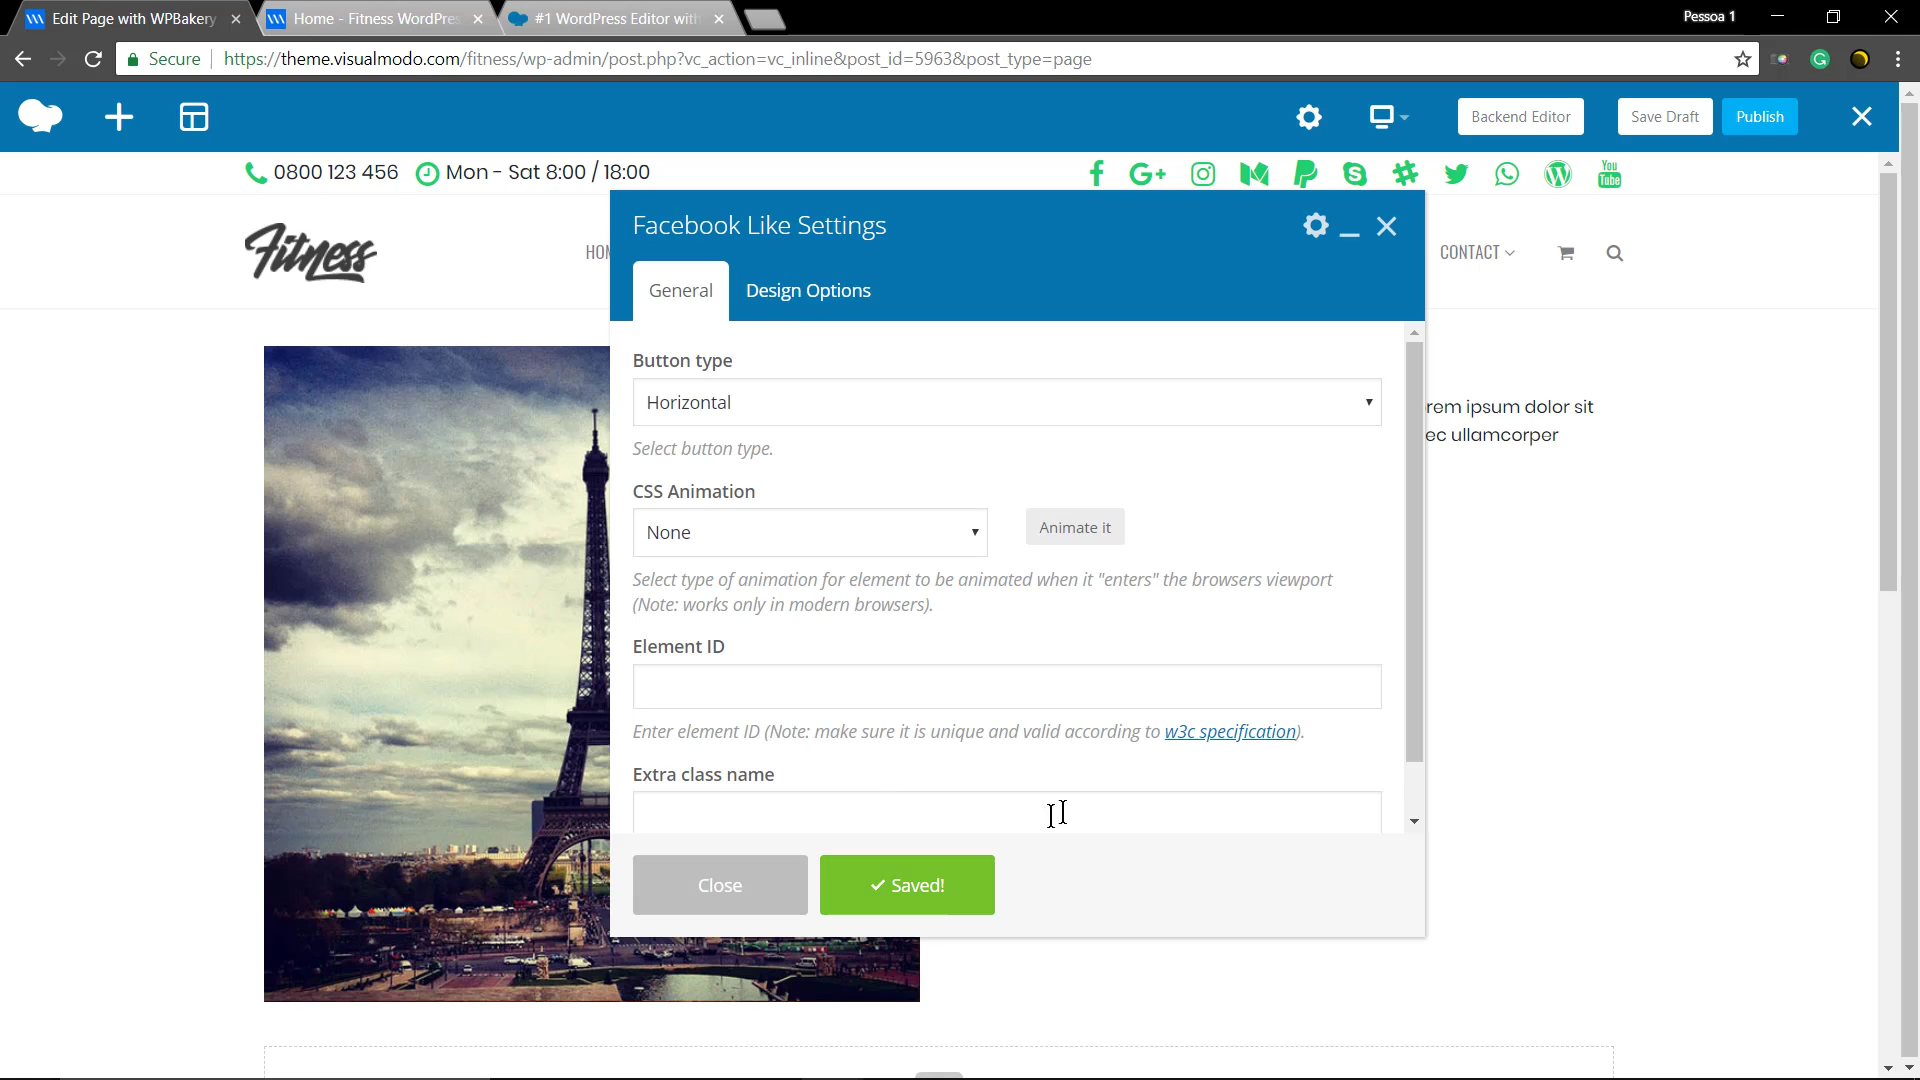 Edit Page with WPBakery
Home - Fitness WordPres
#1 WordPress Editor with
Pessoa 1
Secure
https://theme.visualmodo.com/fitness/wp-admin/post.php?vc_action=vc_inline&post_id=5963&post_type=page
Backend Editor
Save Draft
Publish
0800 123 456
Mon - Sat 8:00 / 18:00
You
Tube
Fitness
HOM
CONTACT
Facebook Like Settings
General
Design Options
Button type
Horizontal
Select button type.
rem ipsum dolor sit
ec ullamcorper
CSS Animation
None
Animate it
Select type of animation for element to be animated when it "enters" the browsers viewport
(Note: works only in modern browsers).
Element ID
Enter element ID (Note: make sure it is unique and valid according to w3c specification).
Extra class name
Close
Saved!